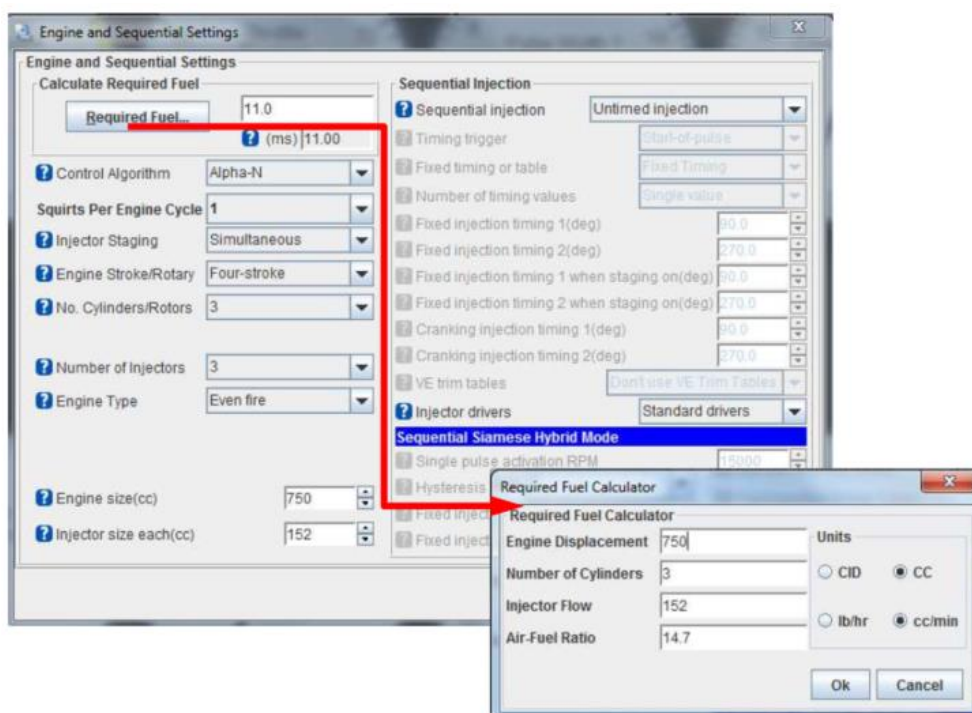 Engine and Sequential Settings
Engine and Sequential Settings
Calculate Required Fuel
Required Fuel... 11.0
(ms) 11.00
Control Algorithm Alpha-N
Squirts Per Engine Cycle 1
Injector Staging Simultaneous
Engine Stroke/Rotary Four-stroke
No. Cylinders/Rotors 3
Number of Injectors 3
Engine Type Even fire
Engine size(cc) 750
Injector size each(cc) 152
Sequential Injection
Sequential injection Untimed injection
Timing trigger Start-of-pulse
Fixed timing or table Fixed Timing
Number of timing values Single value
Fixed injection timing 1(deg) 90.0
Fixed injection timing 2(deg) 270.0
Fixed injection timing 1 when staging on(deg) 90.0
Fixed injection timing 2 when staging on(deg) 270.0
Cranking injection timing 1(deg) 90.0
Cranking injection timing 2(deg) 270.0
VE trim tables Don't use VE Trim Tables
Injector drivers Standard drivers
Sequential Siamese Hybrid Mode
Single pulse activation RPM 15000
Hysteresis
Fixed inject
Fixed inject
Required Fuel Calculator
Required Fuel Calculator
Engine Displacement 750
Number of Cylinders 3
Injector Flow 152
Air-Fuel Ratio 14.7
Units
CID CC
lb/hr cc/min
Ok Cancel